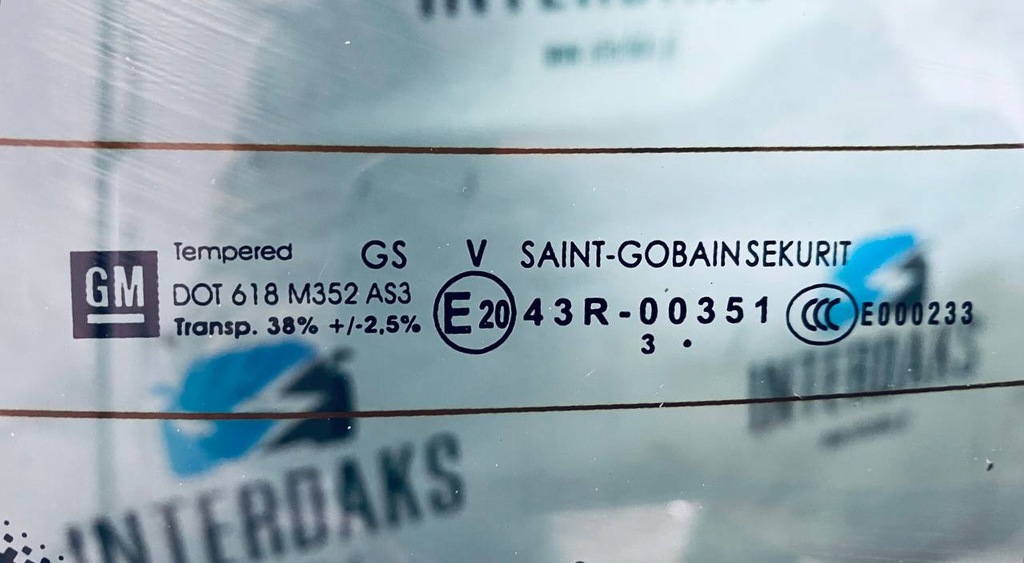 INTERDAKS
Tempered GS V SAINT-GOBAIN SEKURIT
GM
DOT 618 M352 AS3 E20 43R-00351 CCC E000233
Transp. 38% +/-2,5%
3 .
INTERDAKS
INTERDAKS